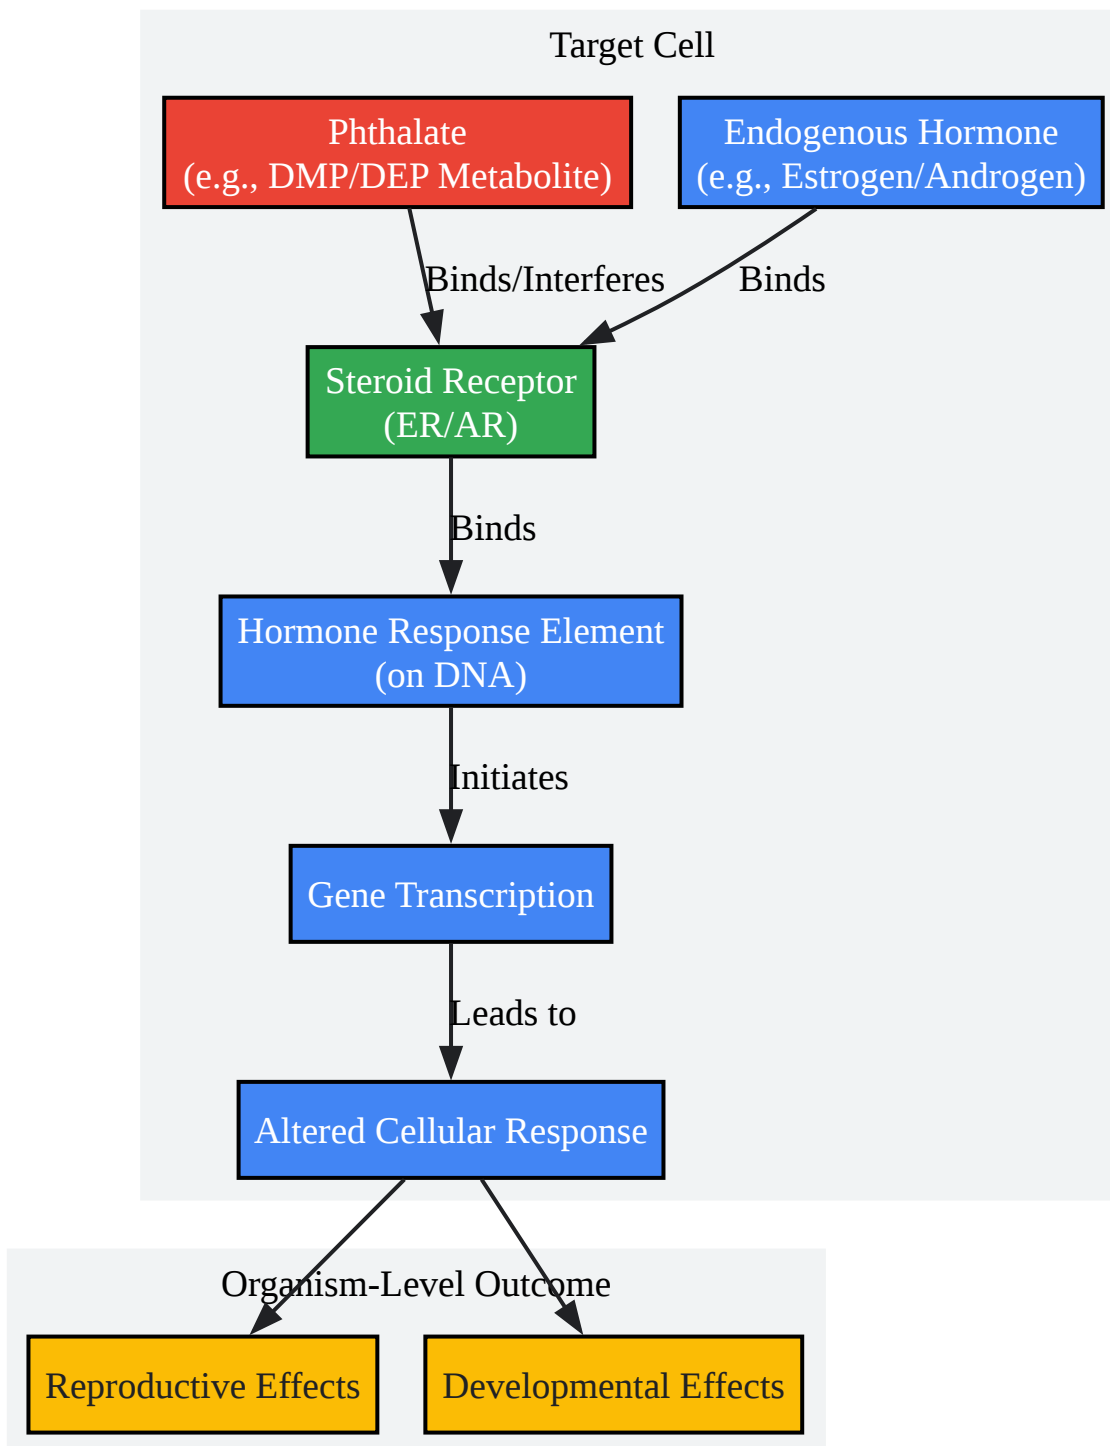 Target Cell
Phthalate
(e.g., DMP/DEP Metabolite)
Endogenous Hormone
(e.g., Estrogen/Androgen)
Binds/Interferes
Binds
Steroid Receptor
(ER/AR)
Binds
Hormone Response Element
(on DNA)
Initiates
Gene Transcription
Leads to
Altered Cellular Response
Organism-Level Outcome
Reproductive Effects
Developmental Effects